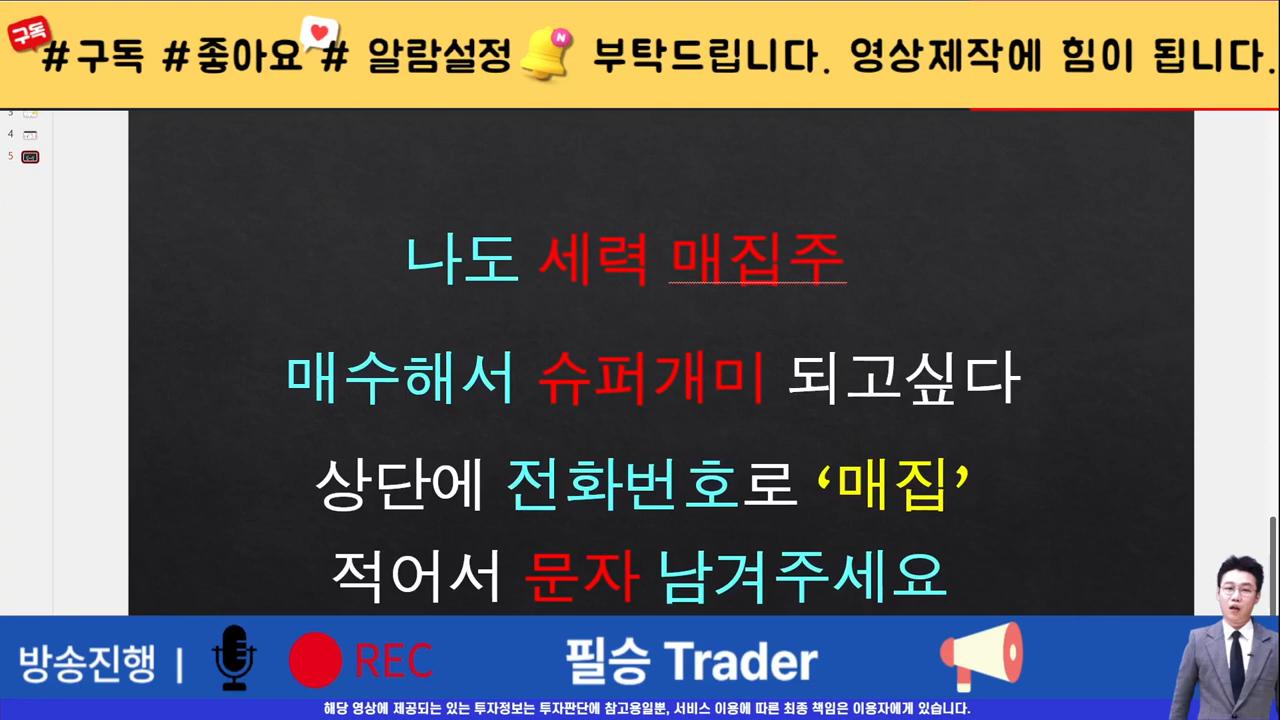 구독
#구독 #좋아요 # 알람설정 N 부탁드립니다. 영상제작에 힘이 됩니다.
4
5
나도 세력 매집주
매수해서 슈퍼개미 되고싶다
상단에 전화번호로 ‘매집’
적어서 문자 남겨주세요
방송진행 | REC 필승 Trader
해당 영상에 제공되는 있는 투자정보는 투자판단에 참고용일뿐, 서비스 이용에 따른 최종 책임은 이용자에게 있습니다.